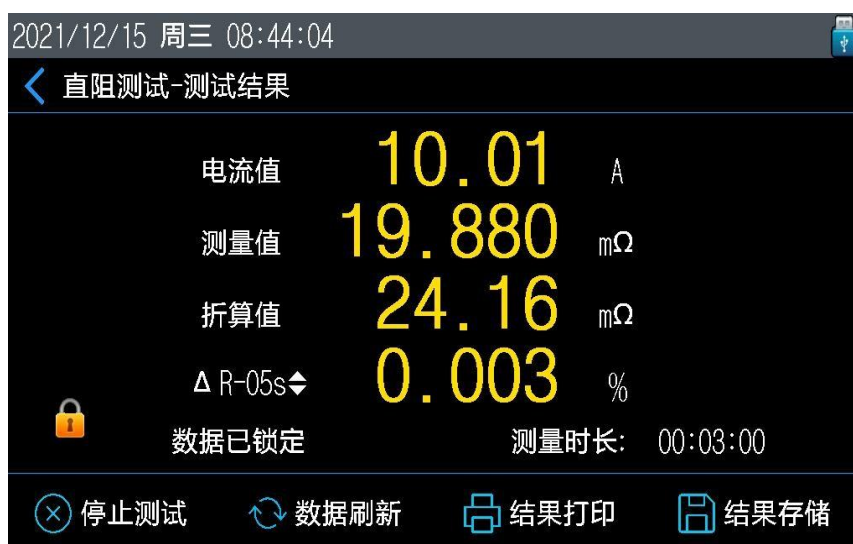 2021/12/15 周三 08:44:04
直阻测试-测试结果
电流值 10.01 A
测量值 19.880 mΩ
折算值 24.16 mΩ
Δ R-05s 0.003 %
数据已锁定 测量时长: 00:03:00
停止测试 数据刷新 结果打印 结果存储